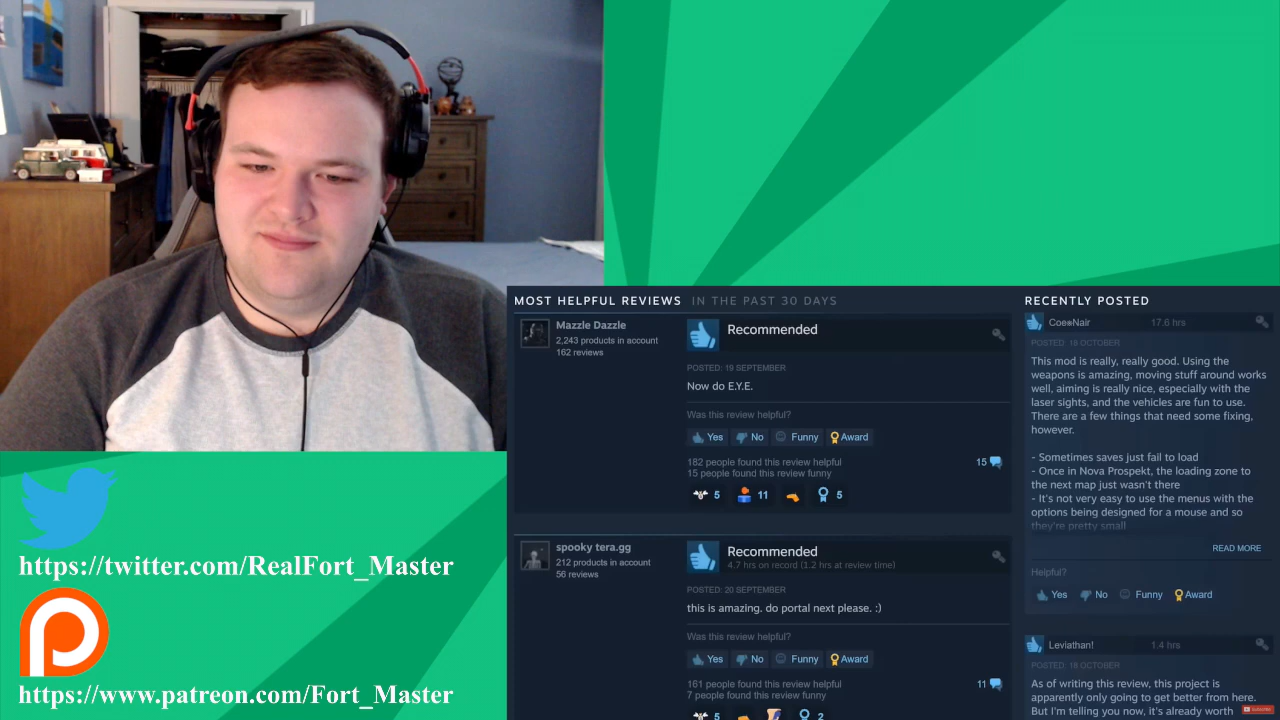 MOST HELPFUL REVIEWS IN THE PAST 30 DAYS
Mazzle Dazzle
2,243 products in account
162 reviews
Recommended
POSTED: 19 SEPTEMBER
Now do E.Y.E.
Was this review helpful?
Yes No Funny Award
182 people found this review helpful
15 people found this review funny
15
5 11 5
spooky tera.gg
212 products in account
56 reviews
Recommended
4.7 hrs on record (1.2 hrs at review time)
POSTED: 20 SEPTEMBER
this is amazing. do portal next please. :)
Was this review helpful?
Yes No Funny Award
161 people found this review helpful
7 people found this review funny
11
5 2
RECENTLY POSTED
17.6 hrs
POSTED: 18 OCTOBER
This mod is really, really good. Using the
weapons is amazing, moving stuff around works
well, aiming is really nice, especially with the
laser sights, and the vehicles are fun to use.
There are a few things that need some fixing,
however.
- Sometimes saves just fail to load
- Once in Nova Prospekt, the loading zone to
the next map just wasn't there
- It's not very easy to use the menus with the
options being designed for a mouse and so
they're pretty small
READ MORE
Helpful?
Yes No Funny Award
Leviathan!
1.4 hrs
POSTED: 18 OCTOBER
As of writing this review, this project is
apparently only going to get better from here.
But I'm telling you now, it's already worth
SUBSCRIBE
https://twitter.com/RealFort_Master
https://www.patreon.com/Fort_Master